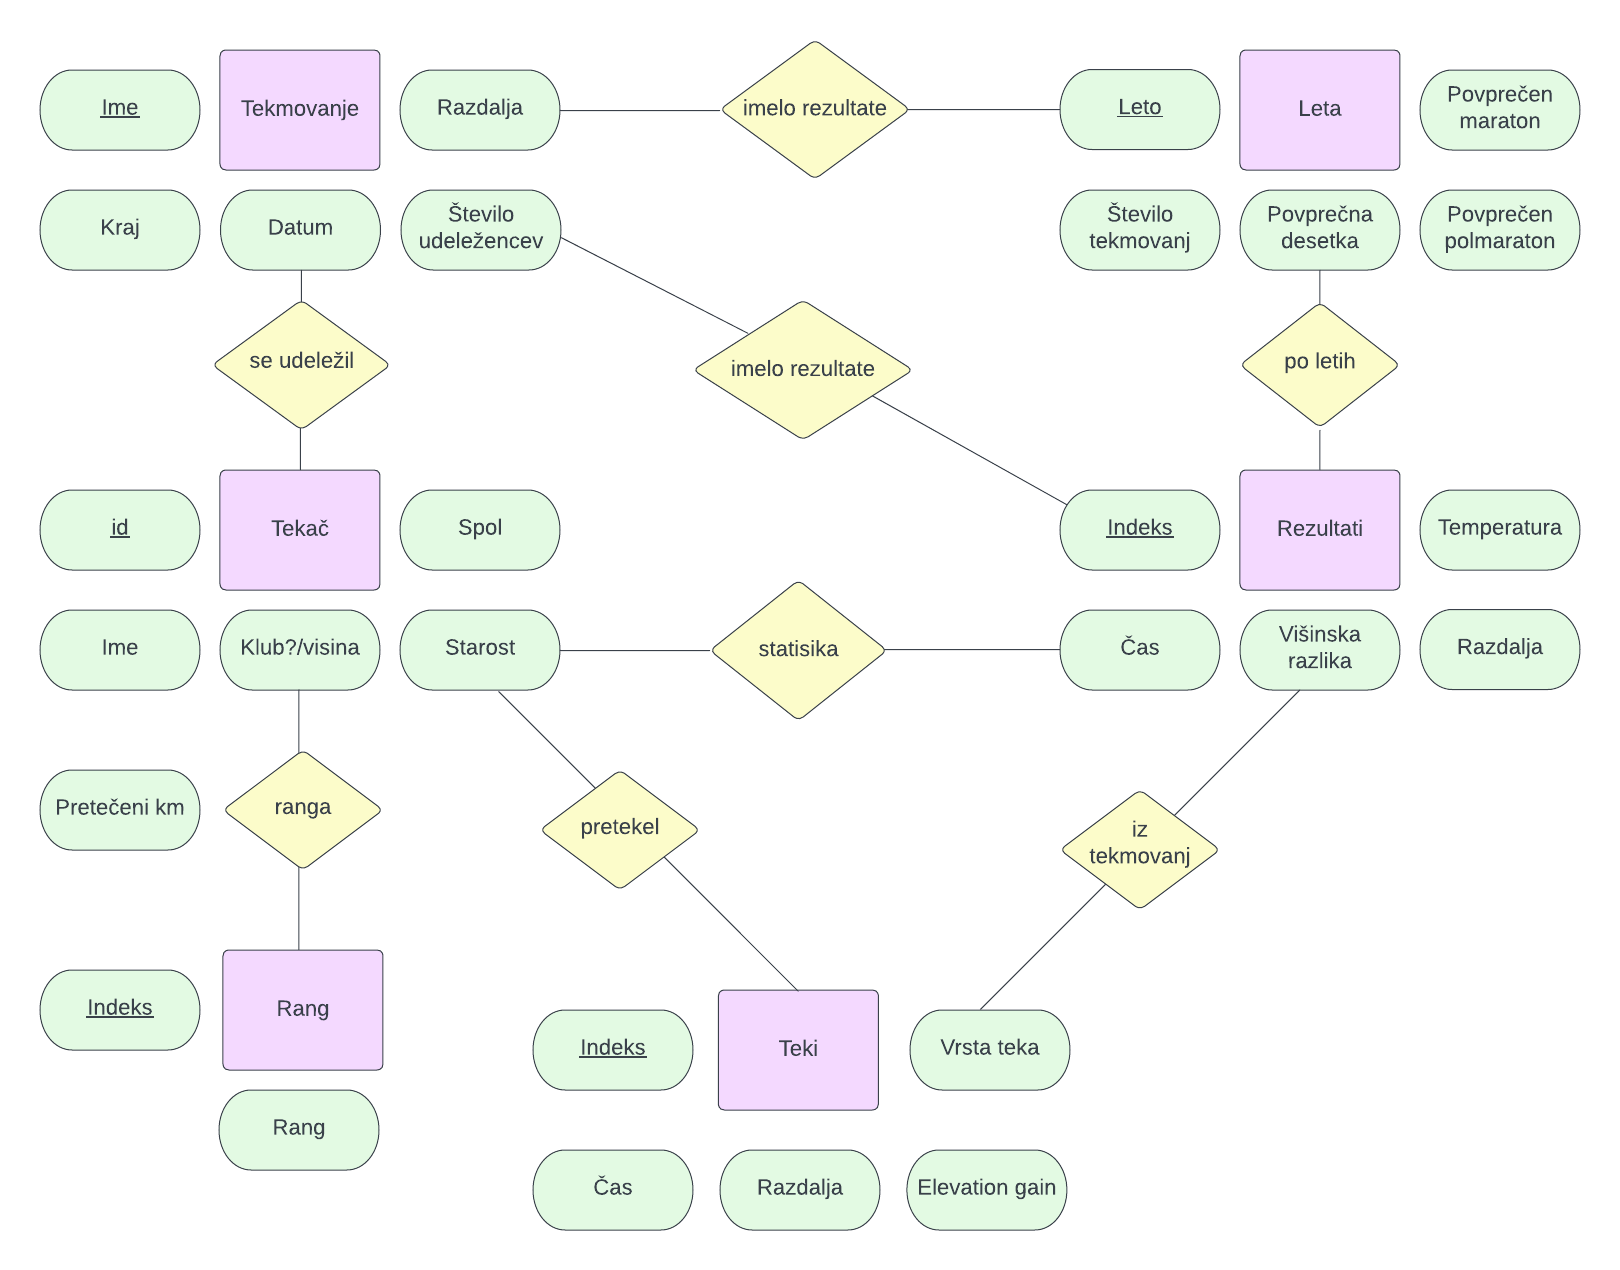 Ime
Tekmovanje
Razdalja
imelo rezultate
Leto
Leta
Povprečen
maraton
Kraj
Datum
Število
udeležencev
Število
tekmovanj
Povprečna
desetka
Povprečen
polmaraton
se udeležil
imelo rezultate
po letih
id
Tekač
Spol
Indeks
Rezultati
Temperatura
Ime
Klub?/visina
Starost
statisika
Čas
Višinska
razlika
Razdalja
Pretečeni km
ranga
pretekel
iz
tekmovanj
Indeks
Rang
Indeks
Teki
Vrsta teka
Rang
Čas
Razdalja
Elevation gain